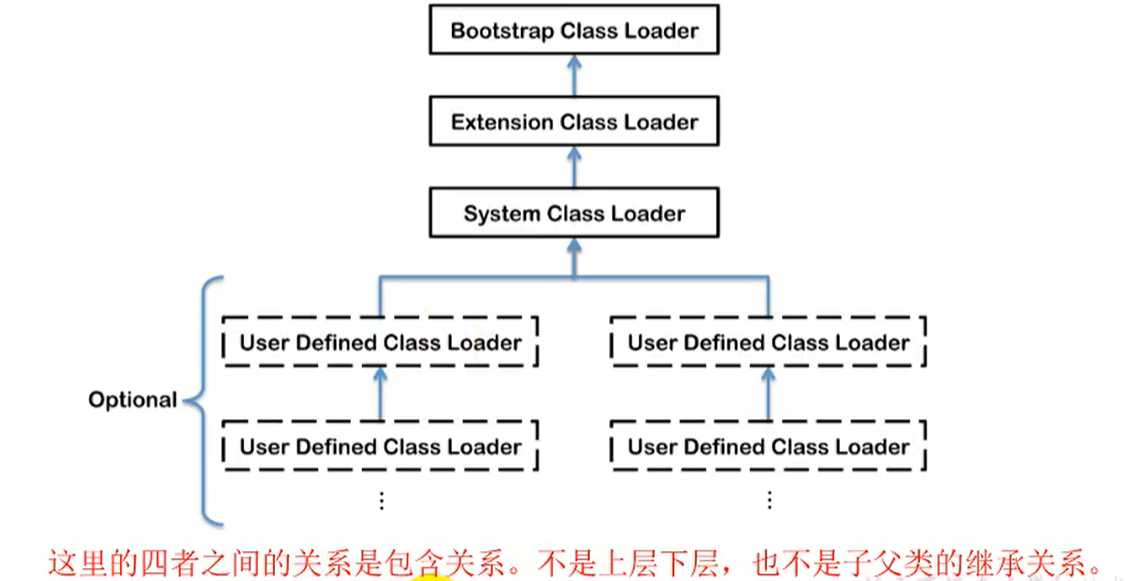 Bootstrap Class Loader
Extension Class Loader
System Class Loader
User Defined Class Loader
User Defined Class Loader
Optional
User Defined Class Loader
User Defined Class Loader
这里的四者之间的关系是包含关系。不是上层下层，也不是子父类的继承关系。